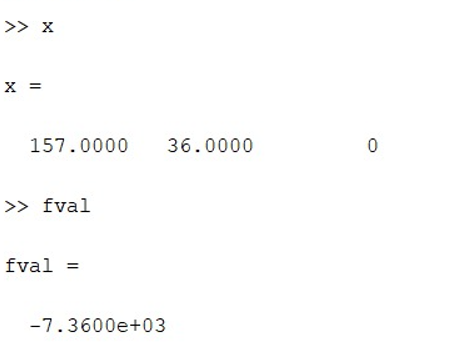 >> x
x =
157.0000 36.0000 0
>> fval
fval =
-7.3600e+03